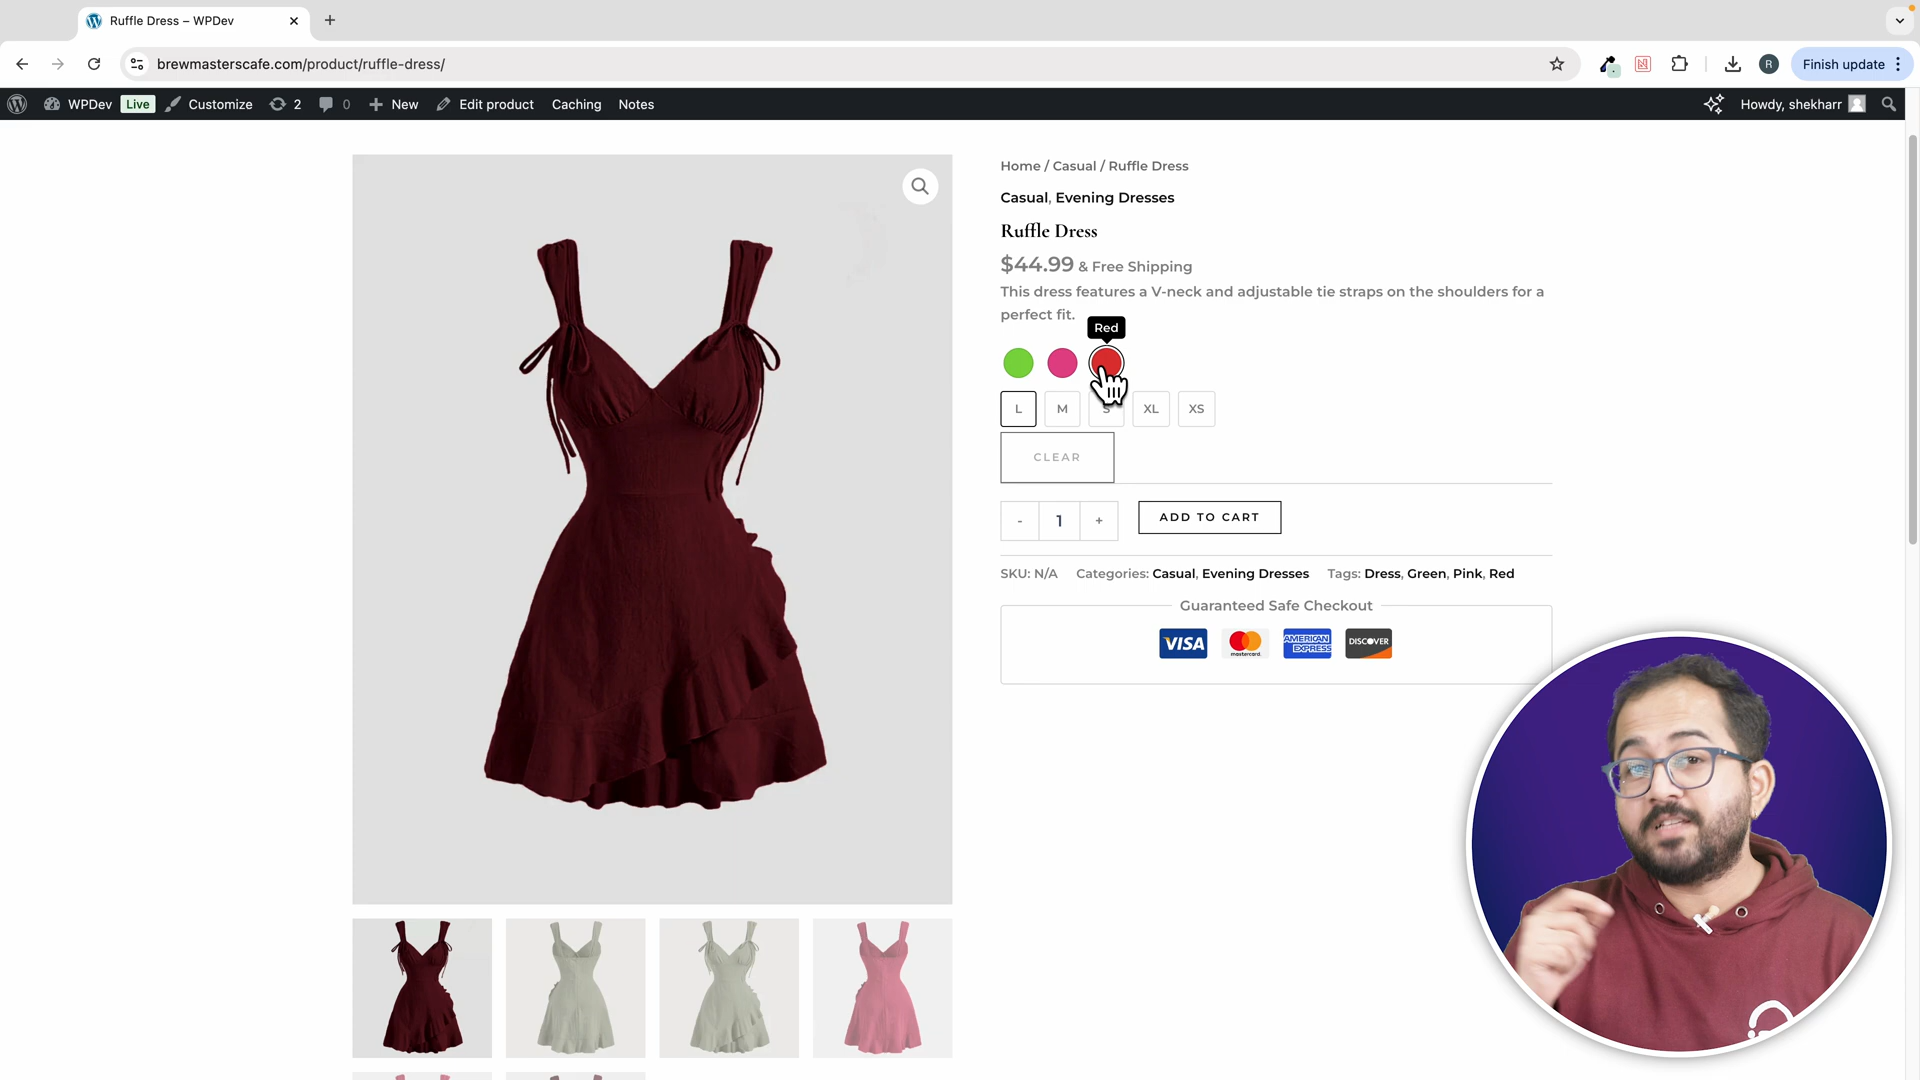 Ruffle Dress – WPDev
brewmasterscafe.com/product/ruffle-dress/
R
Finish update
WPDev Live Customize 2 0 New Edit product Caching Notes
Howdy, shekharr
Home / Casual / Ruffle Dress
Casual, Evening Dresses
Ruffle Dress
$44.99 & Free Shipping
This dress features a V-neck and adjustable tie straps on the shoulders for a
perfect fit.
Red
L M S XL XS
CLEAR
- 1 + ADD TO CART
SKU: N/A Categories: Casual, Evening Dresses Tags: Dress, Green, Pink, Red
Guaranteed Safe Checkout
VISA mastercard. AMERICAN EXPRESS DISCOVER